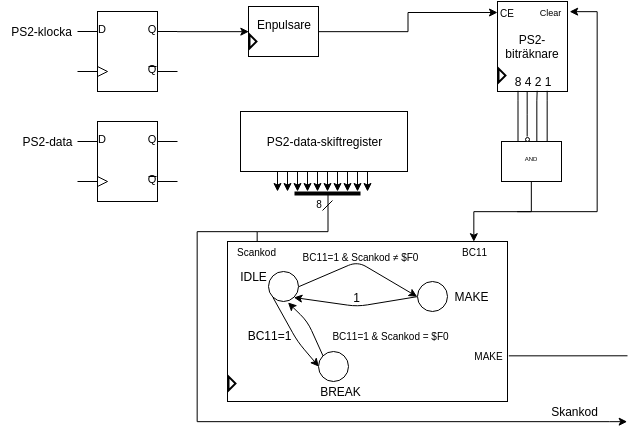 PS2-klocka
D
Q
Q
Enpulsare
CE
Clear
PS2-
biträknare
8 4 2 1
PS2-data
D
Q
Q
PS2-data-skiftregister
AND
8
Scankod
BC11=1 & Scankod ≠ $F0
BC11
IDLE
MAKE
1
BC11=1
BC11=1 & Scankod = $F0
MAKE
BREAK
Skankod